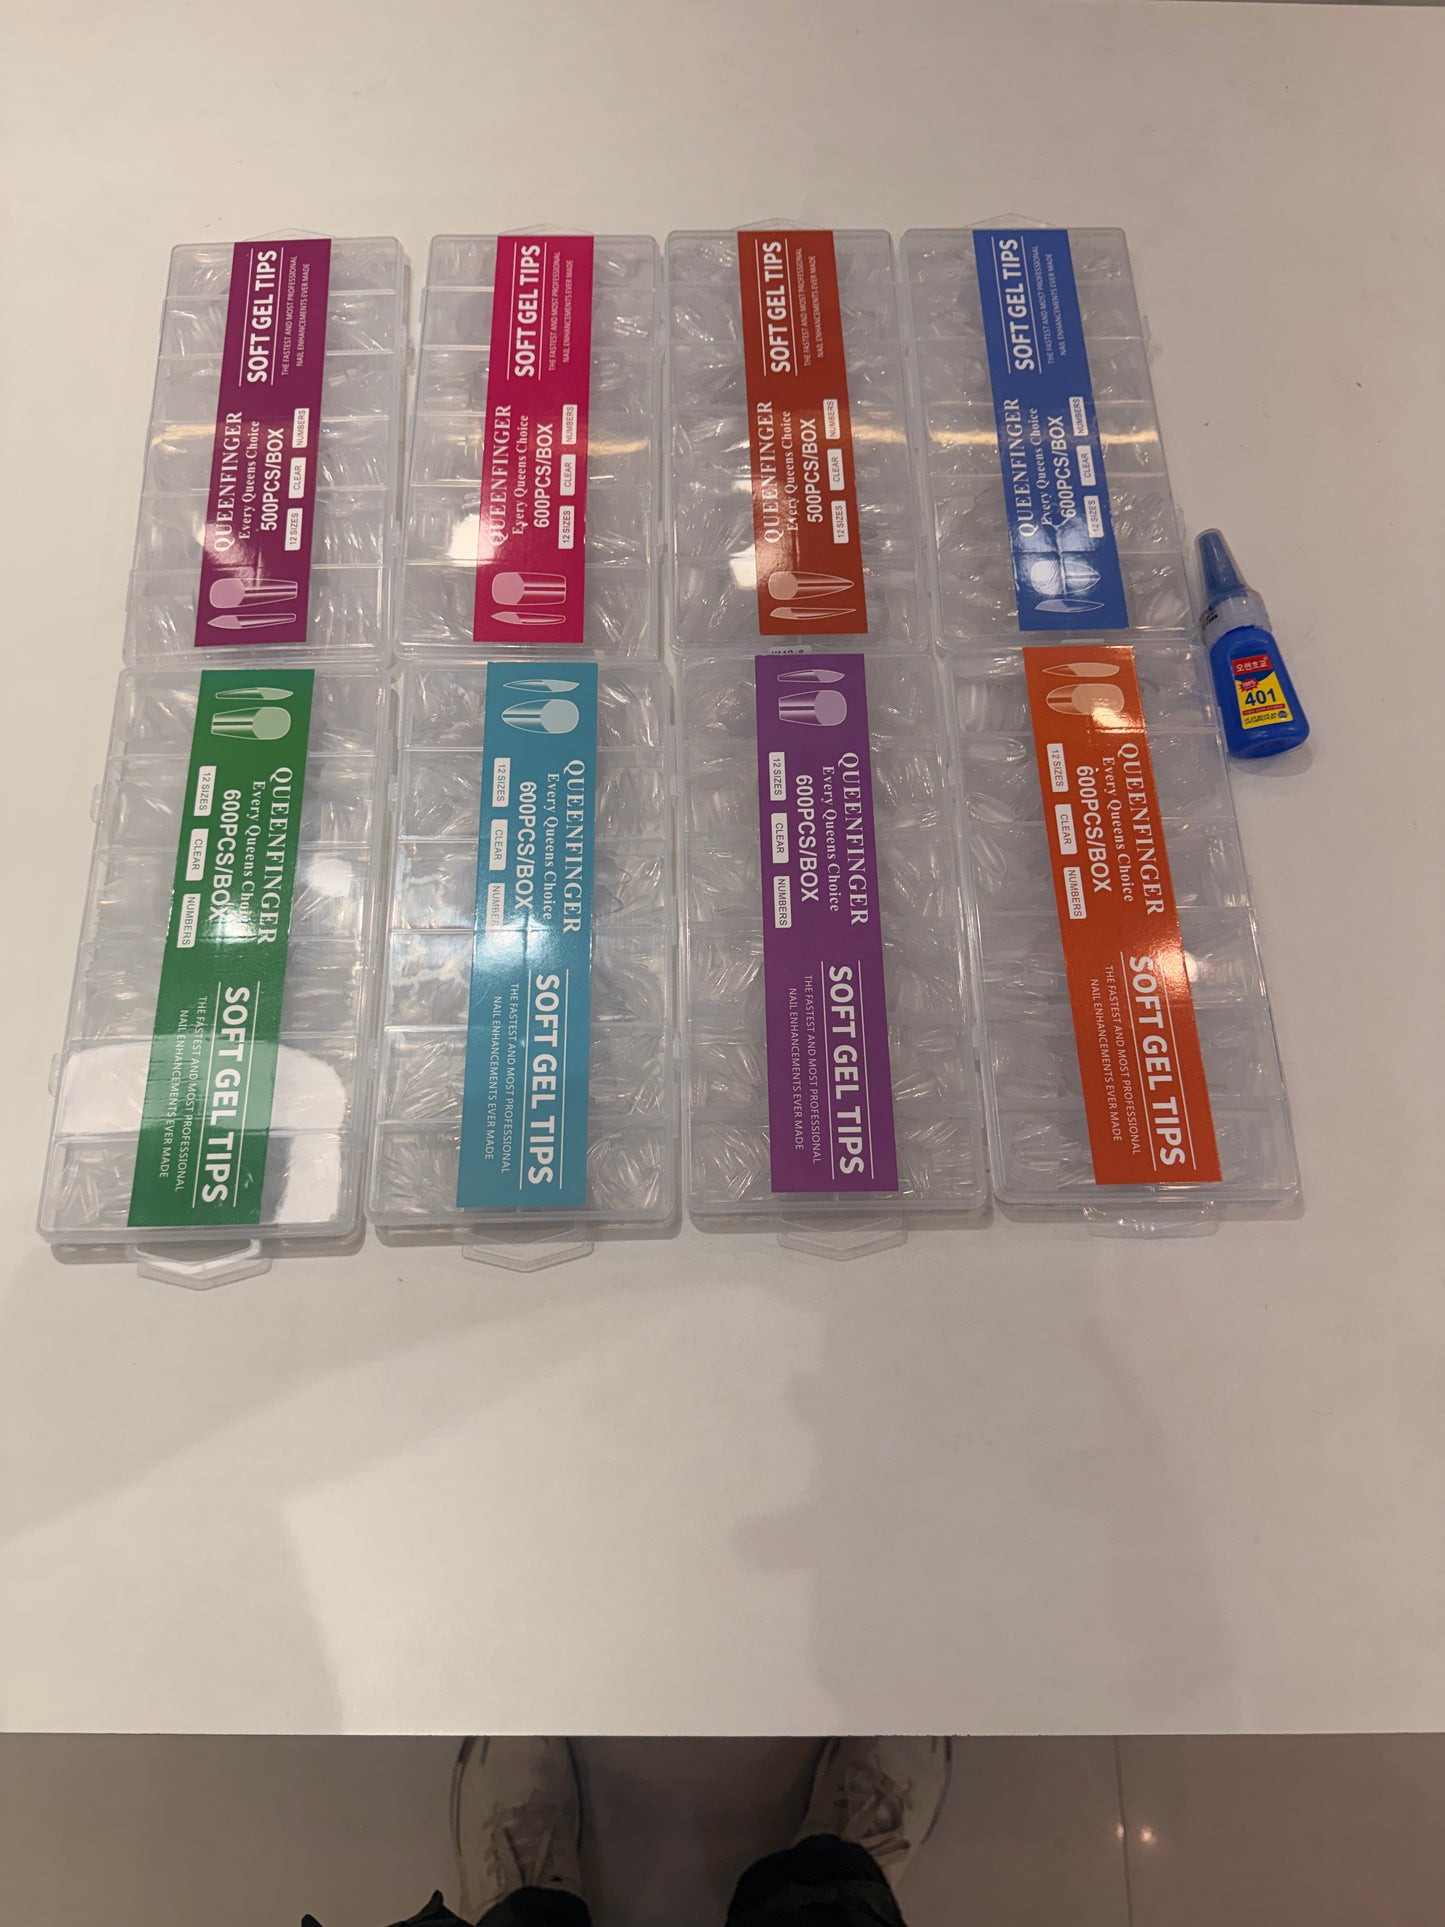 QUEENFINGER
Every Queens Choice
500PCS/BOX
12 SIZES
CLEAR
NUMBERS
SOFT GEL TIPS
THE FASTEST AND MOST PROFESSIONAL
NAIL ENHANCEMENTS EVER MADE
QUEENFINGER
Every Queens Choice
600PCS/BOX
12 SIZES
CLEAR
NUMBERS
SOFT GEL TIPS
THE FASTEST AND MOST PROFESSIONAL
NAIL ENHANCEMENTS EVER MADE
QUEENFINGER
Every Queens Choice
500PCS/BOX
12 SIZES
CLEAR
NUMBERS
SOFT GEL TIPS
THE FASTEST AND MOST PROFESSIONAL
NAIL ENHANCEMENTS EVER MADE
QUEENFINGER
Every Queens Choice
600PCS/BOX
12 SIZES
CLEAR
NUMBERS
SOFT GEL TIPS
THE FASTEST AND MOST PROFESSIONAL
NAIL ENHANCEMENTS EVER MADE
401
QUEENFINGER
Every Queens Choice
600PCS/BOX
12 SIZES
CLEAR
NUMBERS
SOFT GEL TIPS
THE FASTEST AND MOST PROFESSIONAL
NAIL ENHANCEMENTS EVER MADE
QUEENFINGER
Every Queens Choice
600PCS/BOX
12 SIZES
CLEAR
NUMBERS
SOFT GEL TIPS
THE FASTEST AND MOST PROFESSIONAL
NAIL ENHANCEMENTS EVER MADE
QUEENFINGER
Every Queens Choice
600PCS/BOX
12 SIZES
CLEAR
NUMBERS
SOFT GEL TIPS
THE FASTEST AND MOST PROFESSIONAL
NAIL ENHANCEMENTS EVER MADE
QUEENFINGER
Every Queens Choice
600PCS/BOX
12 SIZES
CLEAR
NUMBERS
SOFT GEL TIPS
THE FASTEST AND MOST PROFESSIONAL
NAIL ENHANCEMENTS EVER MADE